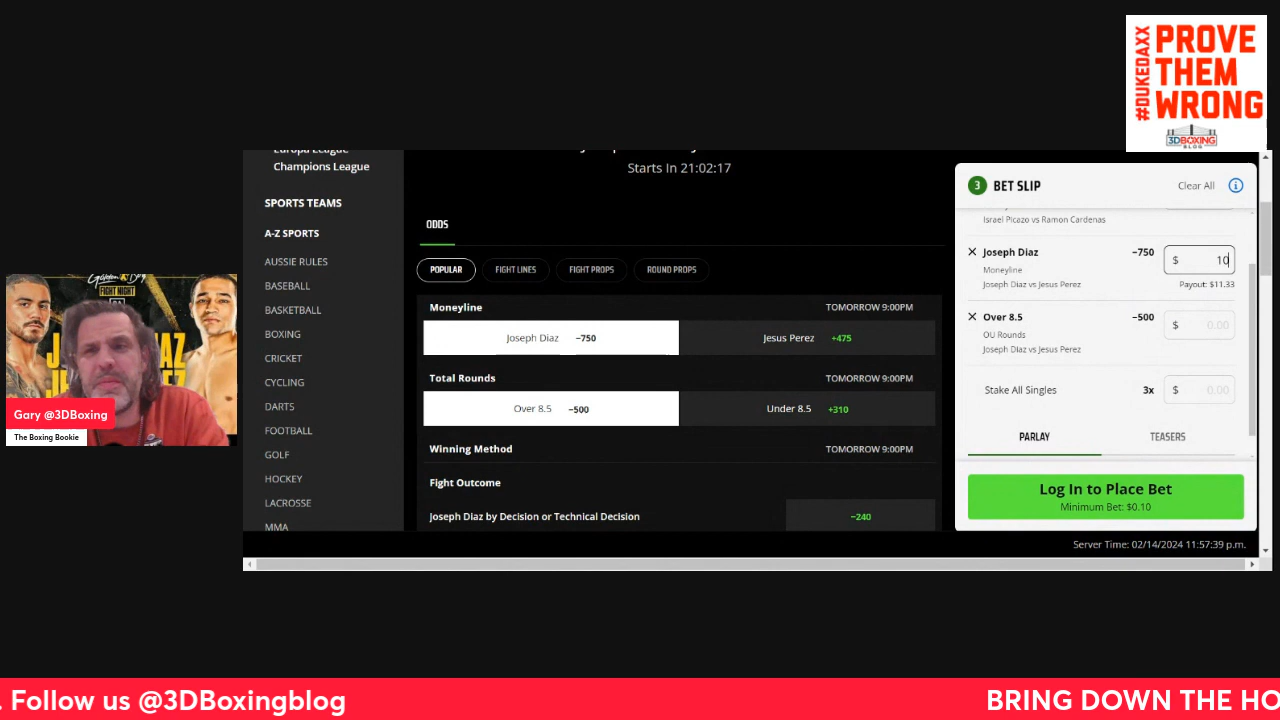 #DUKEDAXX
PROVE
THEM
WRONG
3DBOXING
BLOG
Europa League
Champions League
SPORTS TEAMS
A-Z SPORTS
AUSSIE RULES
BASEBALL
BASKETBALL
BOXING
CRICKET
CYCLING
DARTS
FOOTBALL
GOLF
HOCKEY
LACROSSE
MMA
Starts In 21:02:17
ODDS
POPULAR FIGHT LINES FIGHT PROPS ROUND PROPS
Moneyline TOMORROW 9:00PM
Joseph Diaz −750 Jesus Perez +475
Total Rounds TOMORROW 9:00PM
Over 8.5 −500 Under 8.5 +310
Winning Method TOMORROW 9:00PM
Fight Outcome
Joseph Diaz by Decision or Technical Decision −240
3 BET SLIP Clear All
Israel Picazo vs Ramon Cardenas
Joseph Diaz −750 $ 10
Moneyline
Joseph Diaz vs Jesus Perez Payout: $11.33
Over 8.5 −500 $ 0.00
OU Rounds
Joseph Diaz vs Jesus Perez
Stake All Singles 3x $ 0.00
PARLAY TEASERS
Log In to Place Bet
Minimum Bet: $0.10
Server Time: 02/14/2024 11:57:39 p.m.
Golden Boy
FIGHT NIGHT
Gary @3DBoxing
The Boxing Bookie
. Follow us @3DBoxingblog BRING DOWN THE HO